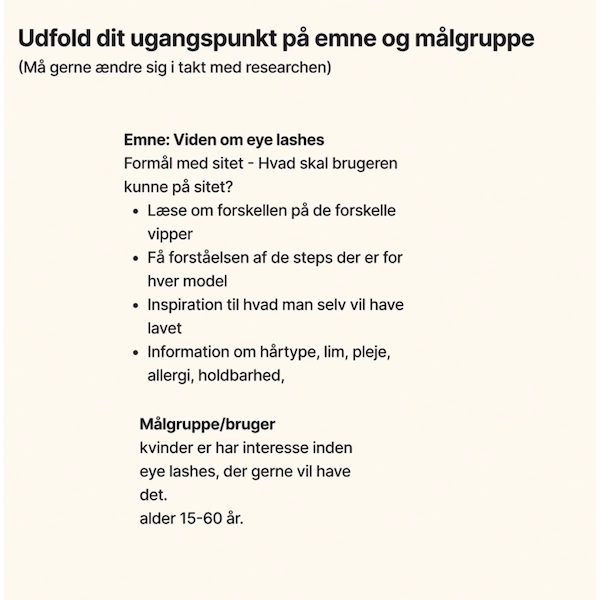 Udfold dit ugangspunkt på emne og målgruppe
(Må gerne ændre sig i takt med researchen)
Emne: Viden om eye lashes
Formål med sitet - Hvad skal brugeren
kunne på sitet?
• Læse om forskellen på de forskelle
vipper
• Få forståelsen af de steps der er for
hver model
• Inspiration til hvad man selv vil have
lavet
• Information om hårtype, lim, pleje,
allergi, holdbarhed,
Målgruppe/bruger
kvinder er har interesse inden
eye lashes, der gerne vil have
det.
alder 15-60 år.